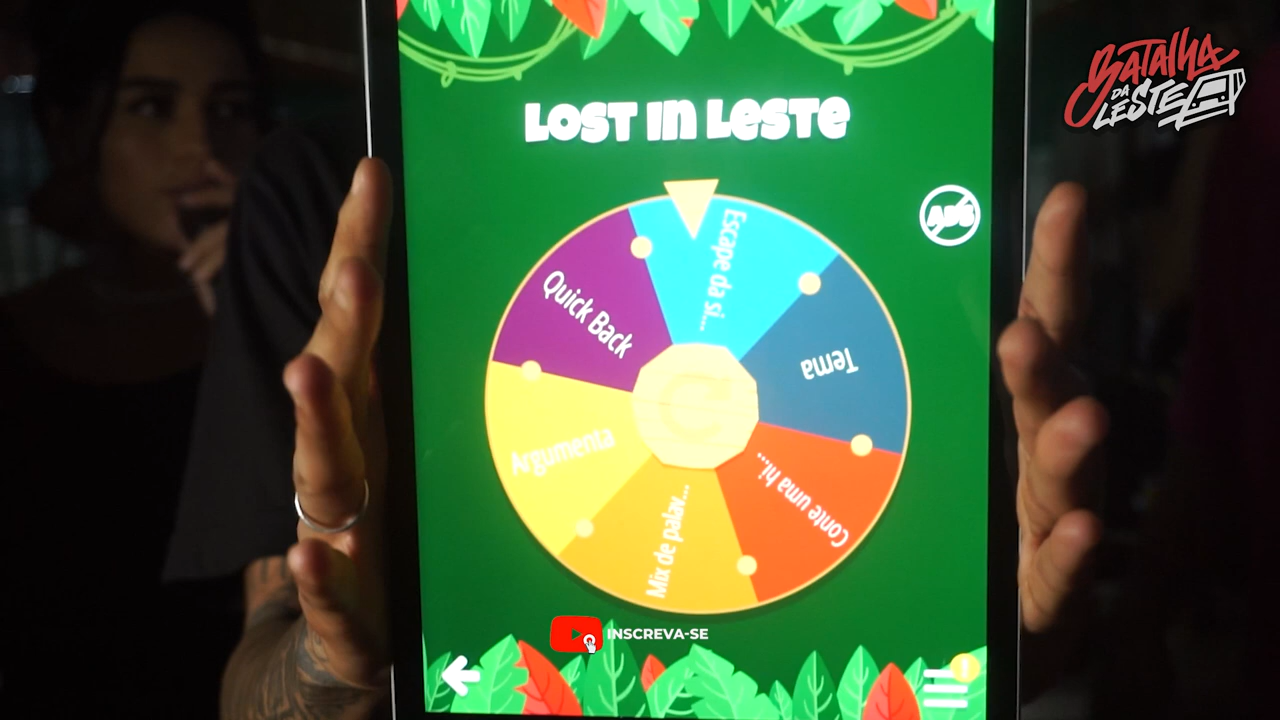 BATALHA
DA
LESTE
LOST IN LESTE
ADS
Escape da si...
Quick Back
Tema
Argumenta
Conte uma hi...
Mix de palav...
INSCREVA-SE